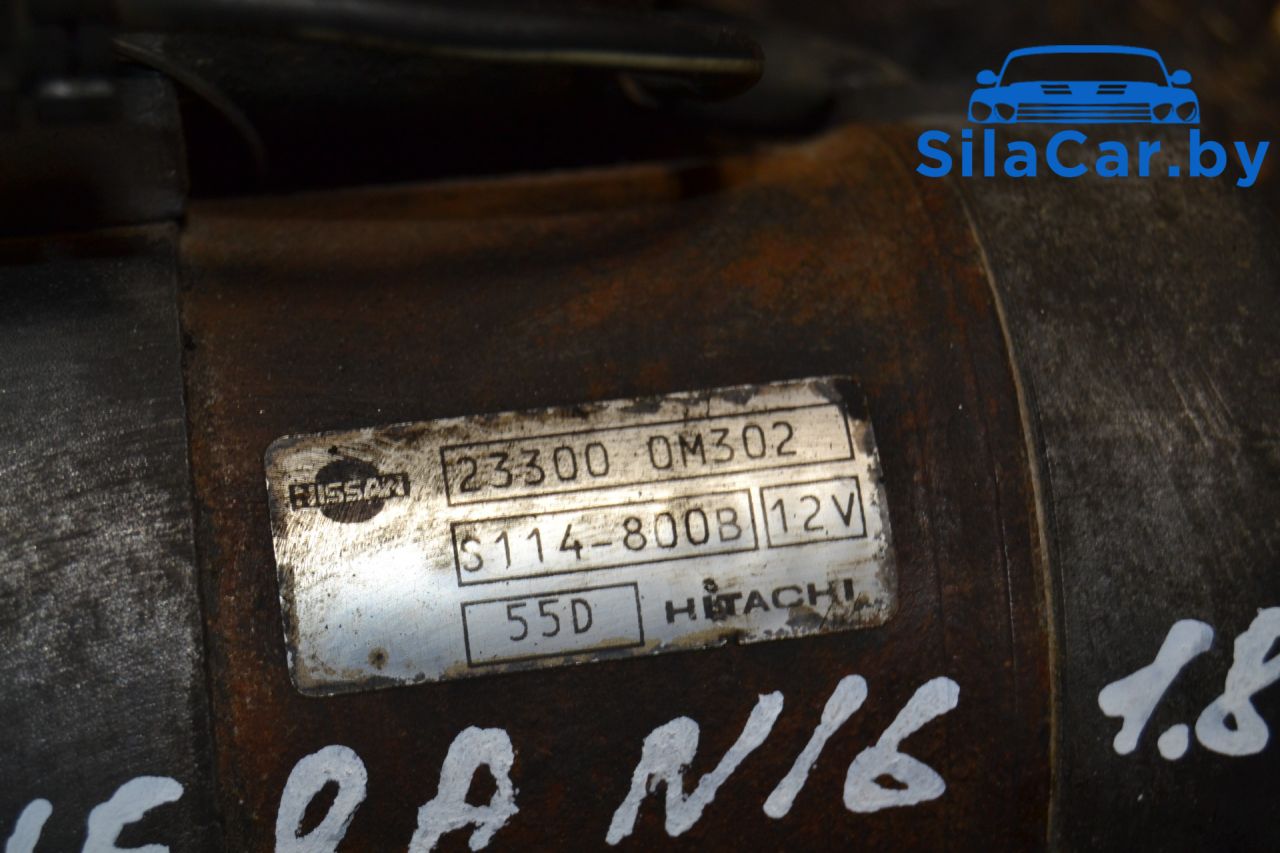 SilaCar.by
NISSAN
23300 0M302
S114-800B 12V
55D HITACHI
N16 1.8